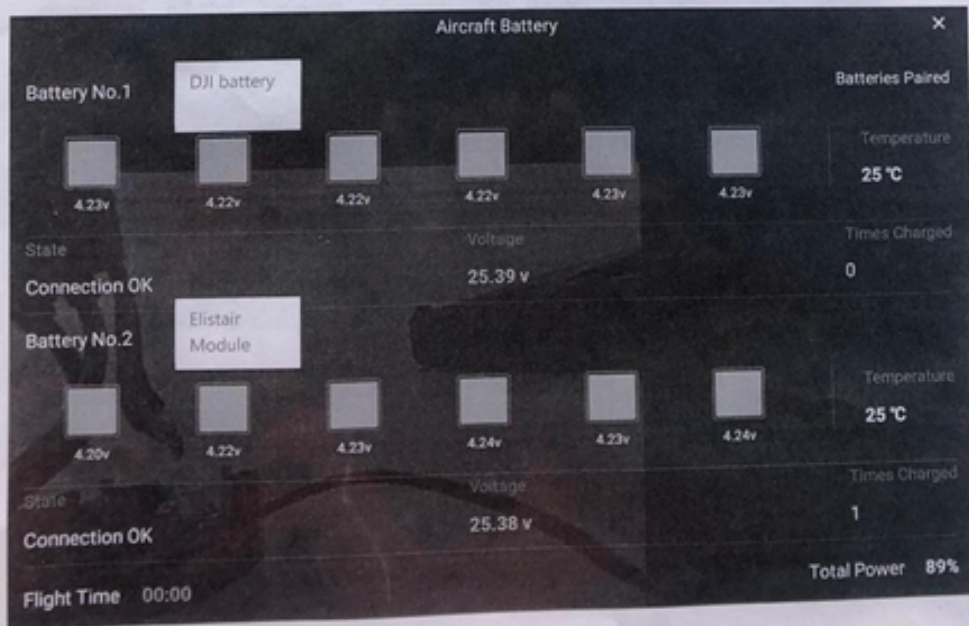 Aircraft Battery ×
Battery No.1 DJI battery Batteries Paired
Temperature
25 °C
4.23v 4.22v 4.22v 4.22v 4.23v 4.23v
State Voltage Times Charged
Connection OK 25.39 v 0
Battery No.2 Elistair
Module
Temperature
25 °C
4.20v 4.22v 4.23v 4.24v 4.23v 4.24v
State Voltage Times Charged
Connection OK 25.38 v 1
Flight Time 00:00 Total Power 89%